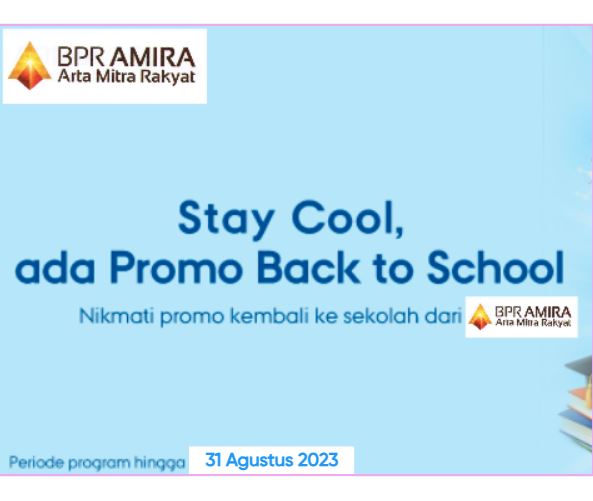 BPR AMIRA
Arta Mitra Rakyat
Stay Cool,
ada Promo Back to School
Nikmati promo kembali ke sekolah dari BPR AMIRA
Arta Mitra Rakyat
Periode program hingga 31 Agustus 2023